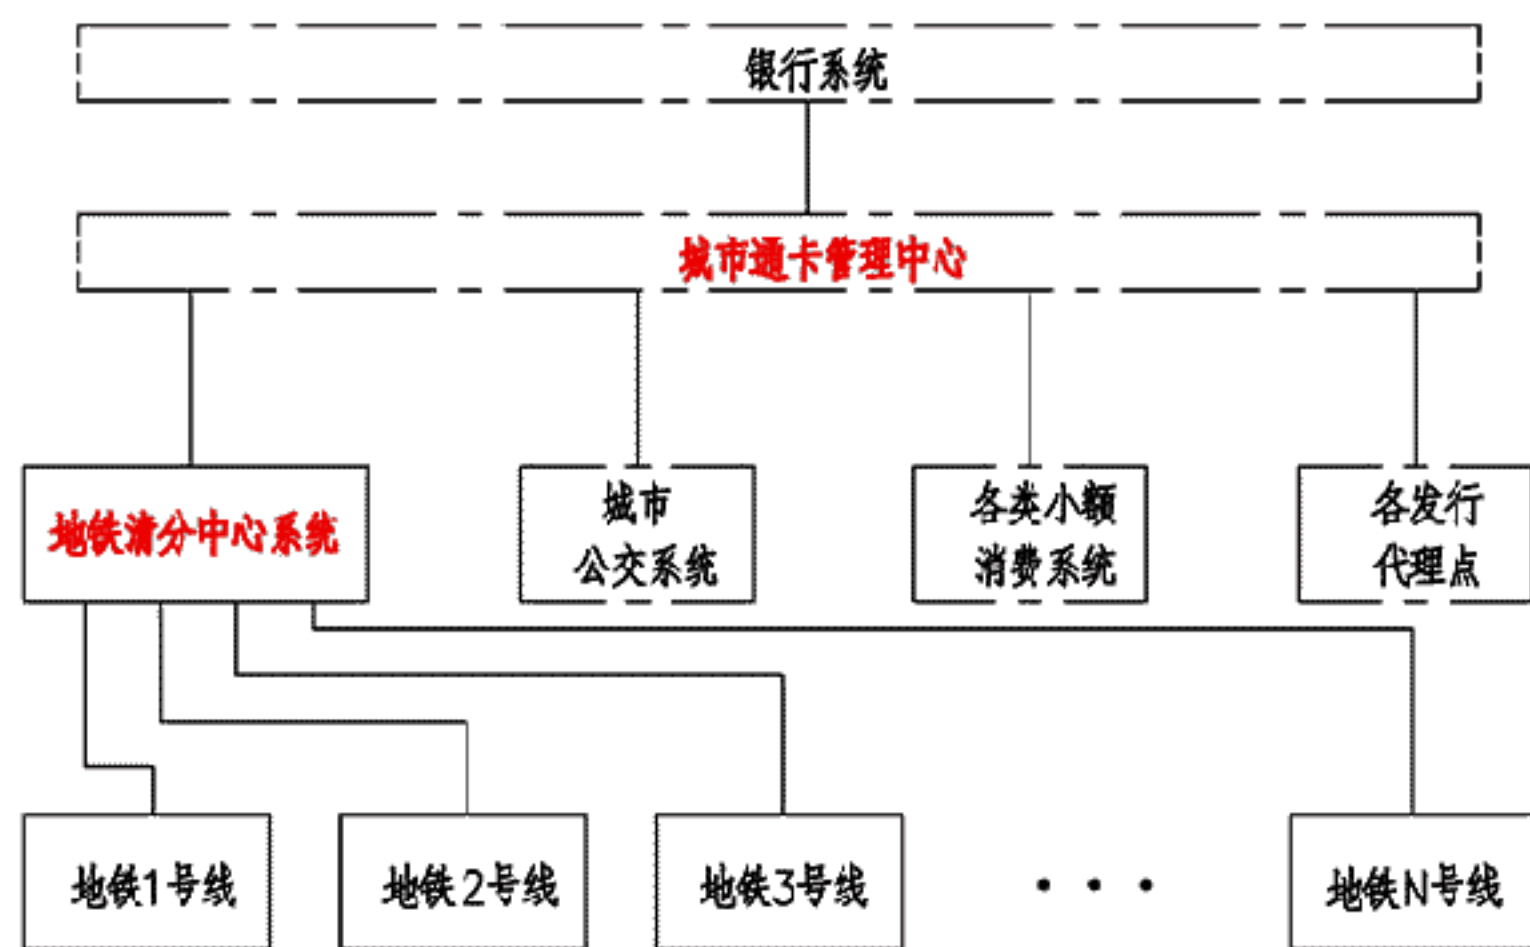 银行系统
城市通卡管理中心
地铁清分中心系统
城市
公交系统
各类小额
消费系统
各发行
代理点
地铁1号线
地铁2号线
地铁3号线
···
地铁N号线